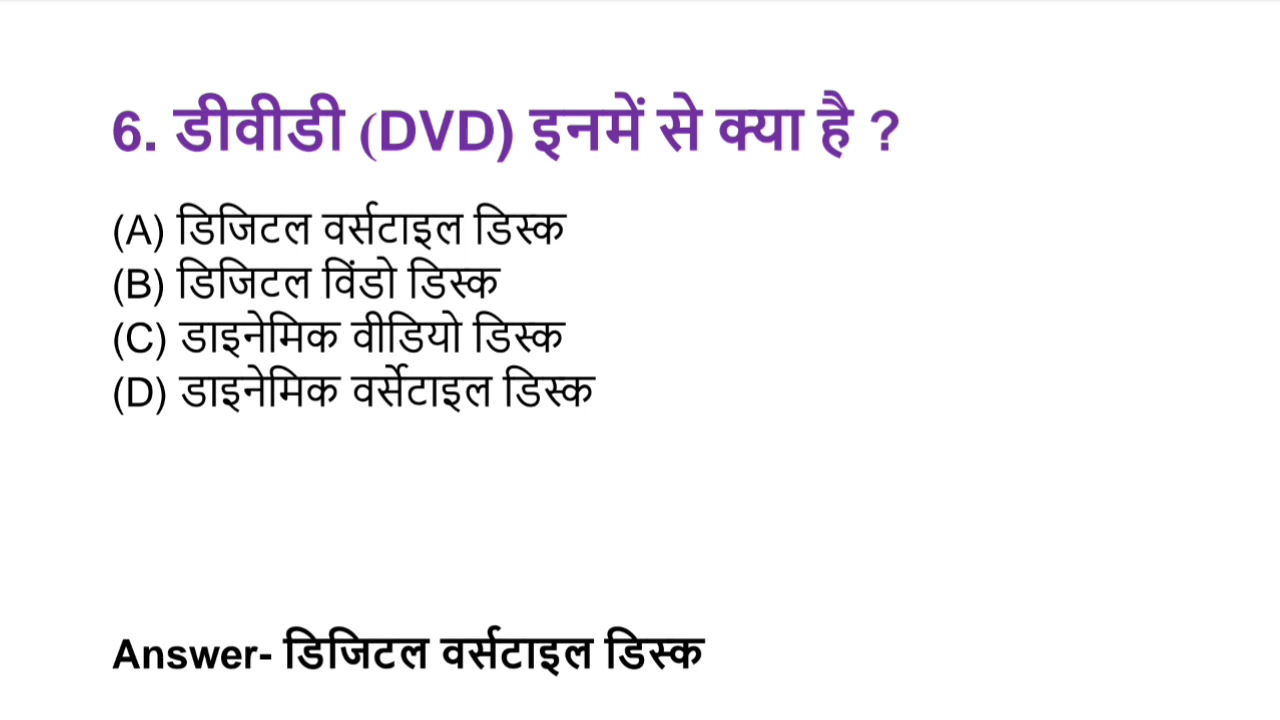 6. डीवीडी (DVD) इनमें से क्या है ?
(A) डिजिटल वर्सटाइल डिस्क
(B) डिजिटल विंडो डिस्क
(C) डाइनेमिक वीडियो डिस्क
(D) डाइनेमिक वर्सेटाइल डिस्क
Answer- डिजिटल वर्सटाइल डिस्क